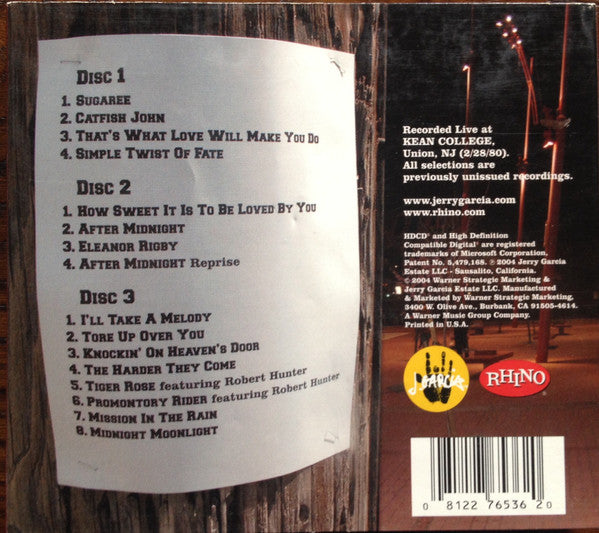 Disc 1
1. Sugaree
2. Catfish John
3. That's What Love Will Make You Do
4. Simple Twist Of Fate
Disc 2
1. How Sweet It Is To Be Loved By You
2. After Midnight
3. Eleanor Rigby
4. After Midnight Reprise
Disc 3
1. I'll Take A Melody
2. Tore Up Over You
3. Knockin' On Heaven's Door
4. The Harder They Come
5. Tiger Rose featuring Robert Hunter
6. Promontory Rider featuring Robert Hunter
7. Mission In The Rain
8. Midnight Moonlight
Recorded Live at
KEAN COLLEGE,
Union, NJ (2/28/80).
All selections are
previously unissued recordings.
www.jerrygarcia.com
www.rhino.com
HDCD® and High Definition
Compatible Digital® are registered
trademarks of Microsoft Corporation,
Patent No. 5,479,168. ℗ 2004 Jerry Garcia
Estate LLC - Sausalito, California.
© 2004 Warner Strategic Marketing &
Jerry Garcia Estate LLC. Manufactured
& Marketed by Warner Strategic Marketing,
3400 W. Olive Ave., Burbank, CA 91505-4614.
A Warner Music Group Company.
Printed in U.S.A.
J. GARCIA
RHINO®
0 8122 76536 2 0